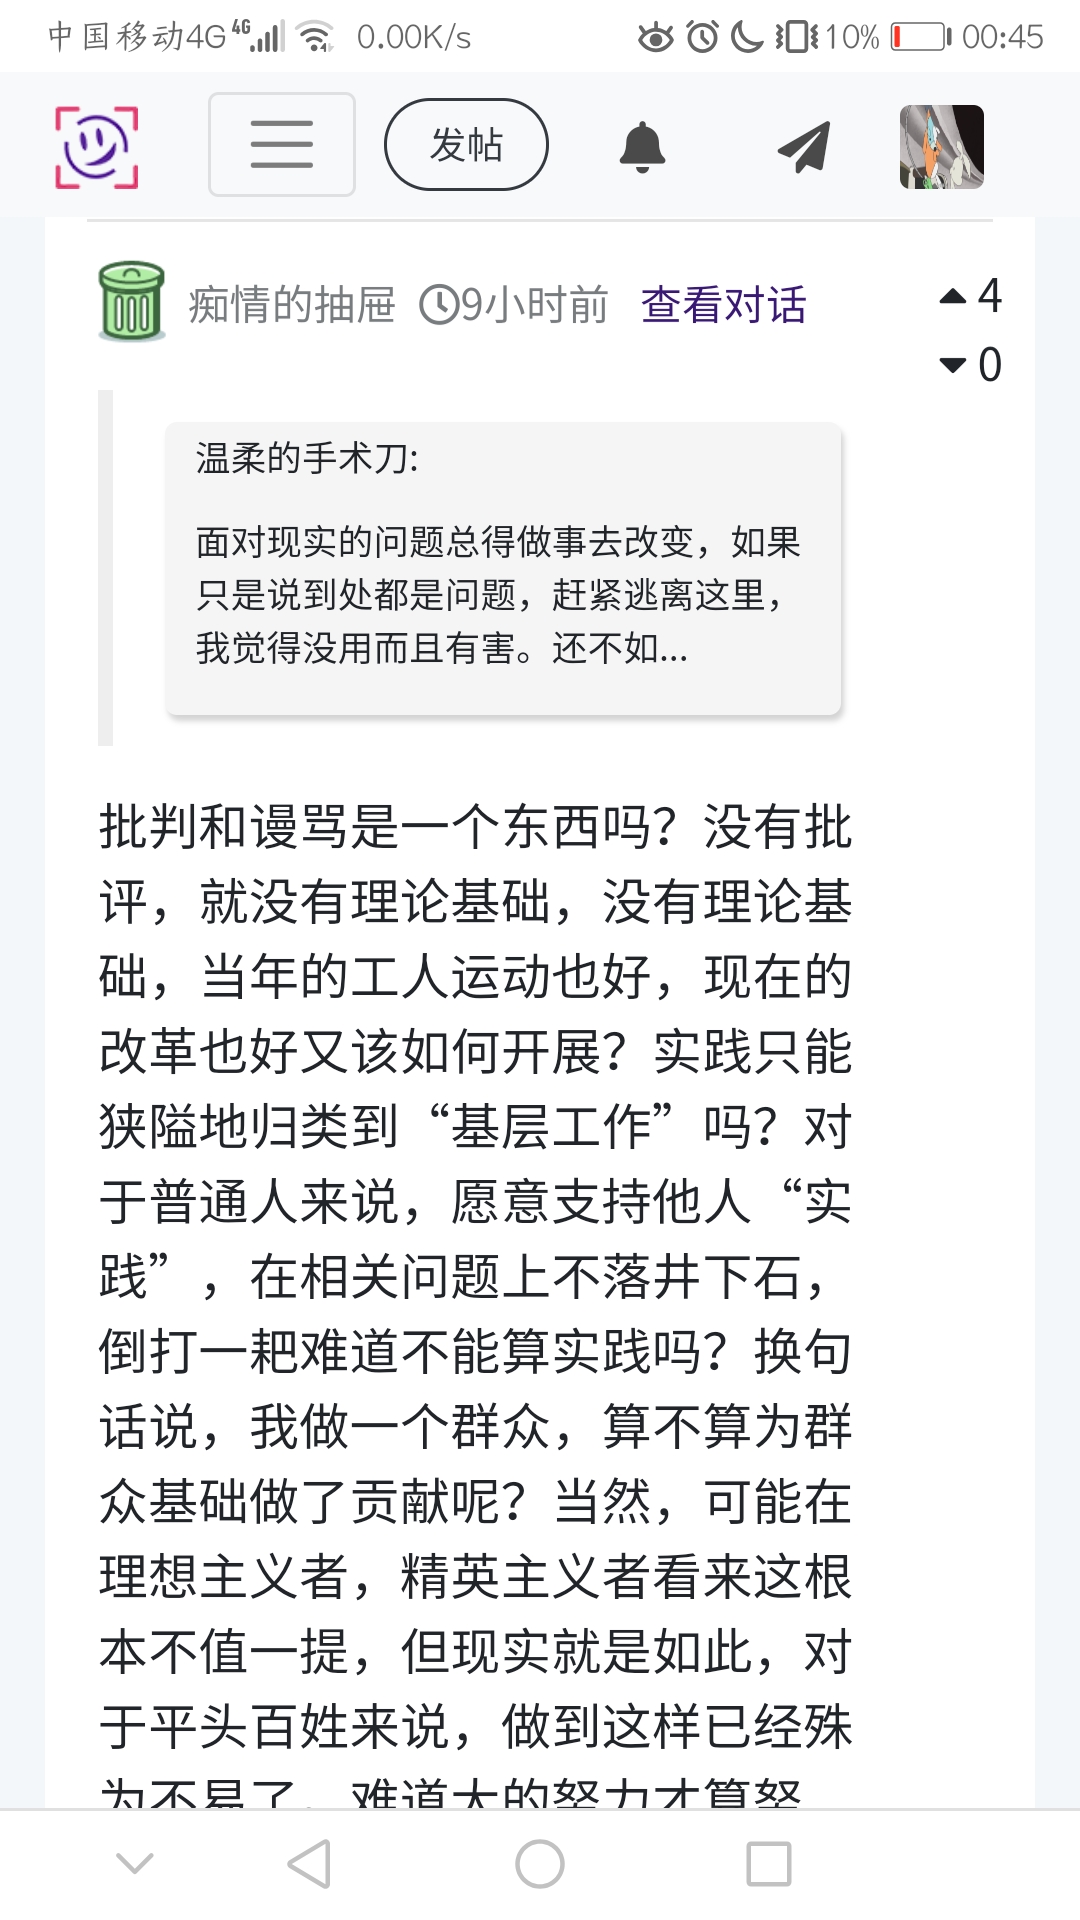 中国移动4G 4G 0.00K/s 10% 00:45
发帖
痴情的抽屉 9小时前 查看对话 4
0
温柔的手术刀:
面对现实的问题总得做事去改变，如果
只是说到处都是问题，赶紧逃离这里，
我觉得没用而且有害。还不如...
批判和谩骂是一个东西吗？没有批
评，就没有理论基础，没有理论基
础，当年的工人运动也好，现在的
改革也好又该如何开展？实践只能
狭隘地归类到“基层工作”吗？对
于普通人来说，愿意支持他人“实
践”，在相关问题上不落井下石，
倒打一耙难道不能算实践吗？换句
话说，我做一个群众，算不算为群
众基础做了贡献呢？当然，可能在
理想主义者，精英主义者看来这根
本不值一提，但现实就是如此，对
于平头百姓来说，做到这样已经殊
为不易了，难道大的努力才算努